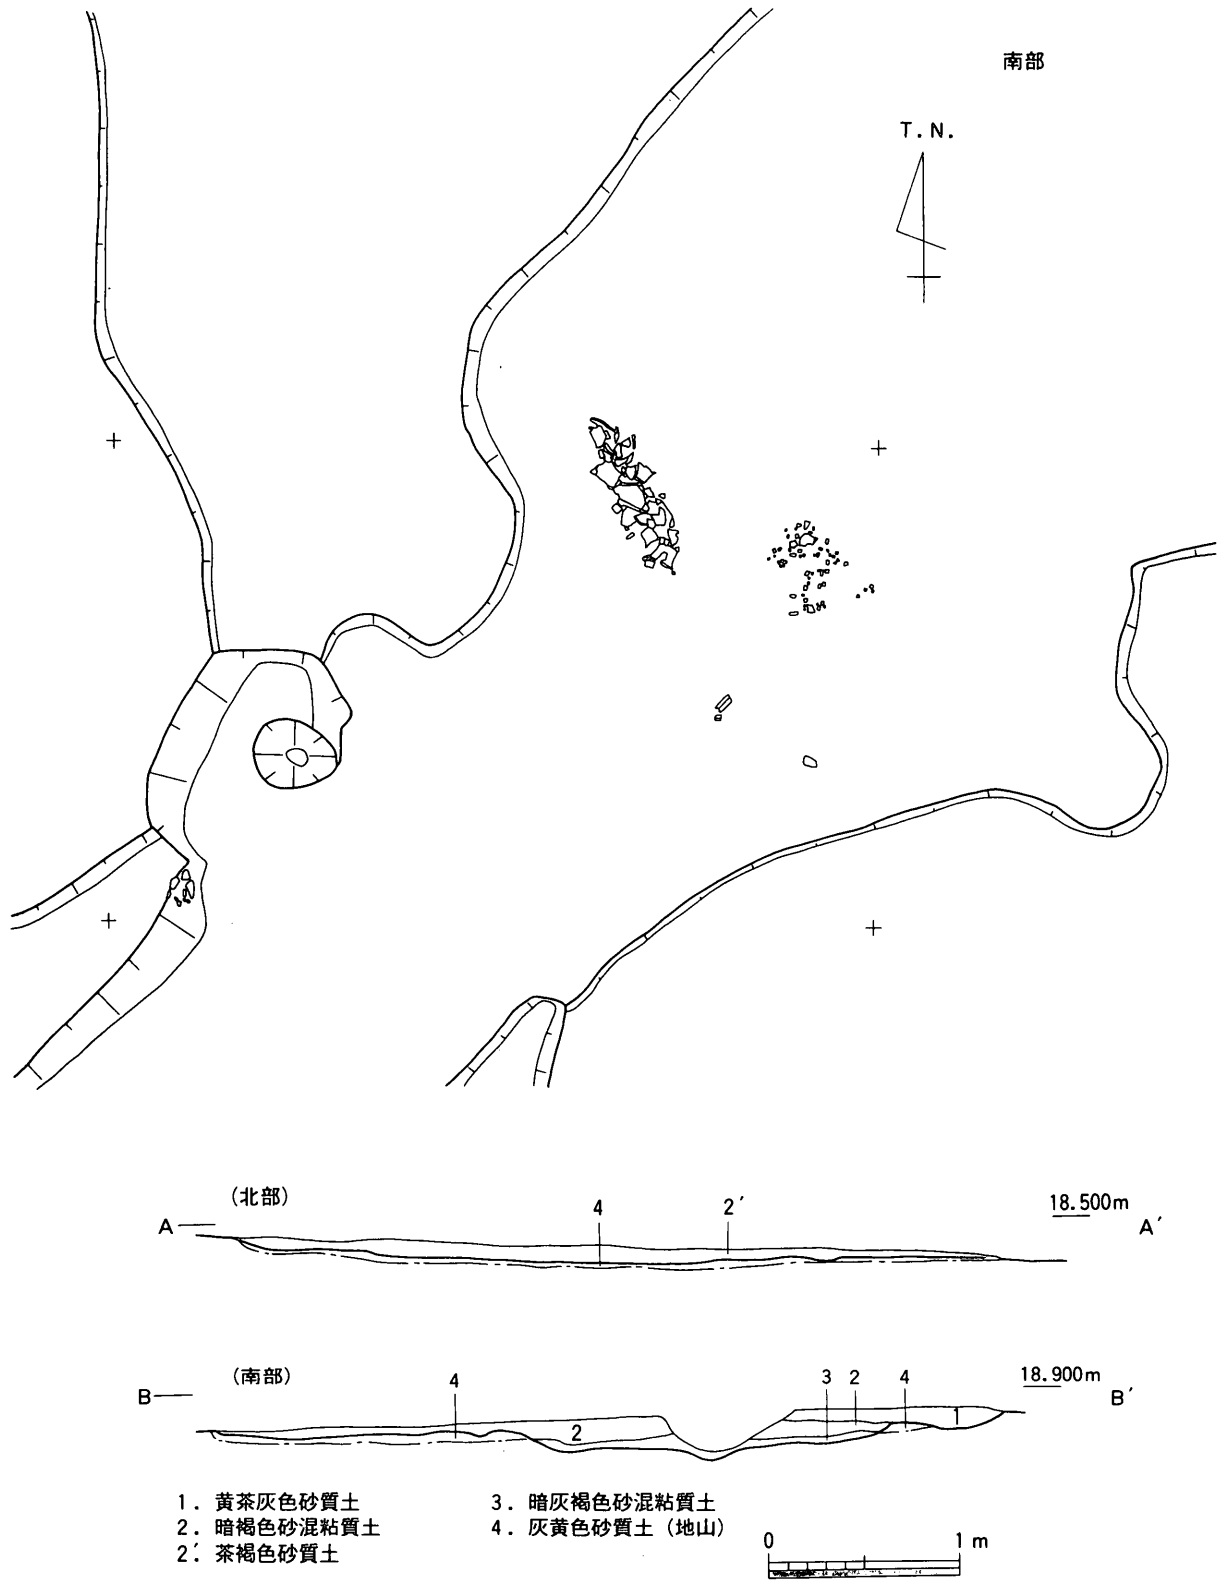 南部
T.N.
(北部)
4 2′ 18.500m
A A′
(南部)
4 3 2 4 18.900m
B B′
2 1
1. 黄茶灰色砂質土
2. 暗褐色砂混粘質土
2′. 茶褐色砂質土
3. 暗灰褐色砂混粘質土
4. 灰黄色砂質土（地山）
0 1m